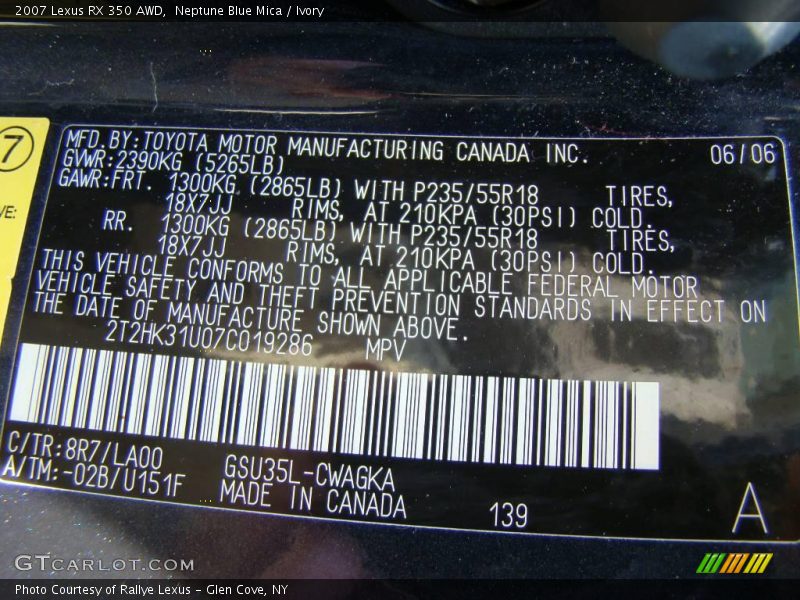 2007 Lexus RX 350 AWD, Neptune Blue Mica / Ivory
7
VE:
MFD.BY:TOYOTA MOTOR MANUFACTURING CANADA INC. 06/06
GVWR:2390KG (5265LB)
GAWR:FRT. 1300KG (2865LB) WITH P235/55R18 TIRES,
18X7JJ RIMS, AT 210KPA (30PSI) COLD.
RR. 1300KG (2865LB) WITH P235/55R18 TIRES,
18X7JJ RIMS, AT 210KPA (30PSI) COLD.
THIS VEHICLE CONFORMS TO ALL APPLICABLE FEDERAL MOTOR
VEHICLE SAFETY AND THEFT PREVENTION STANDARDS IN EFFECT ON
THE DATE OF MANUFACTURE SHOWN ABOVE.
2T2HK31U07C019286 MPV
C/TR:8R7/LA00 GSU35L-CWAGKA
A/TM:-02B/U151F MADE IN CANADA 139 A
GTCARLOT.COM
Photo Courtesy of Rallye Lexus - Glen Cove, NY